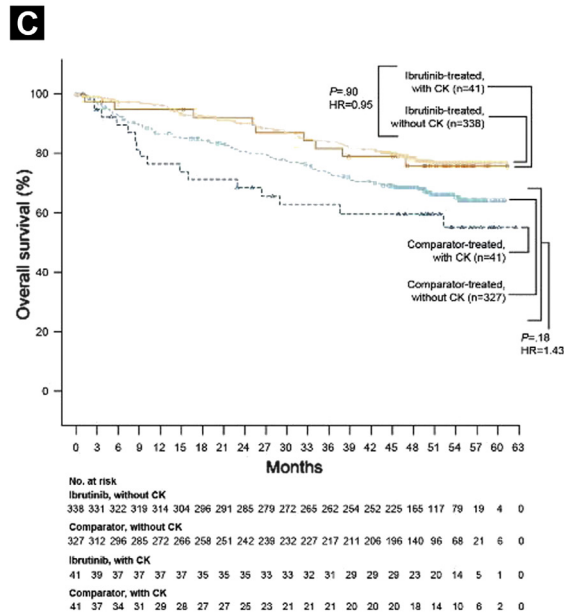 C
P=.90
HR=0.95
Ibrutinib-treated,
with CK (n=41)
Ibrutinib-treated,
without CK (n=338)
Overall survival (%)
100
80
60
40
20
0
Comparator-treated,
with CK (n=41)
Comparator-treated,
without CK (n=327)
P=.18
HR=1.43
0 3 6 9 12 15 18 21 24 27 30 33 36 39 42 45 48 51 54 57 60 63
Months
No. at risk
Ibrutinib, without CK
338 331 322 319 314 304 296 291 285 279 272 265 262 254 252 225 165 117 79 19 4 0
Comparator, without CK
327 312 296 285 272 266 258 251 242 239 232 227 217 211 206 196 140 96 68 21 6 0
Ibrutinib, with CK
41 39 37 37 37 37 35 35 35 33 33 32 31 29 29 29 23 20 14 5 1 0
Comparator, with CK
41 37 34 31 29 28 27 27 25 23 21 21 21 20 20 20 18 14 10 6 2 0